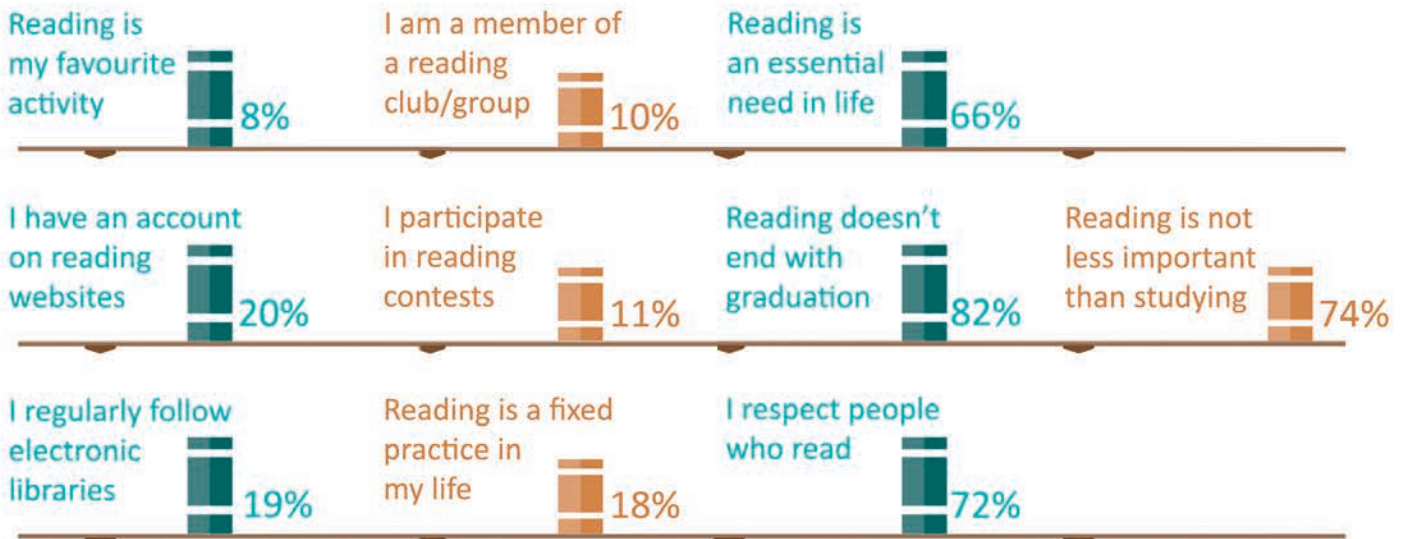 Reading is
my favourite
activity
8%
I am a member of
a reading
club/group
10%
Reading is
an essential
need in life
66%
I have an account
on reading
websites
20%
I participate
in reading
contests
11%
Reading doesn’t
end with
graduation
82%
Reading is not
less important
than studying
74%
I regularly follow
electronic
libraries
19%
Reading is a fixed
practice in
my life
18%
I respect people
who read
72%